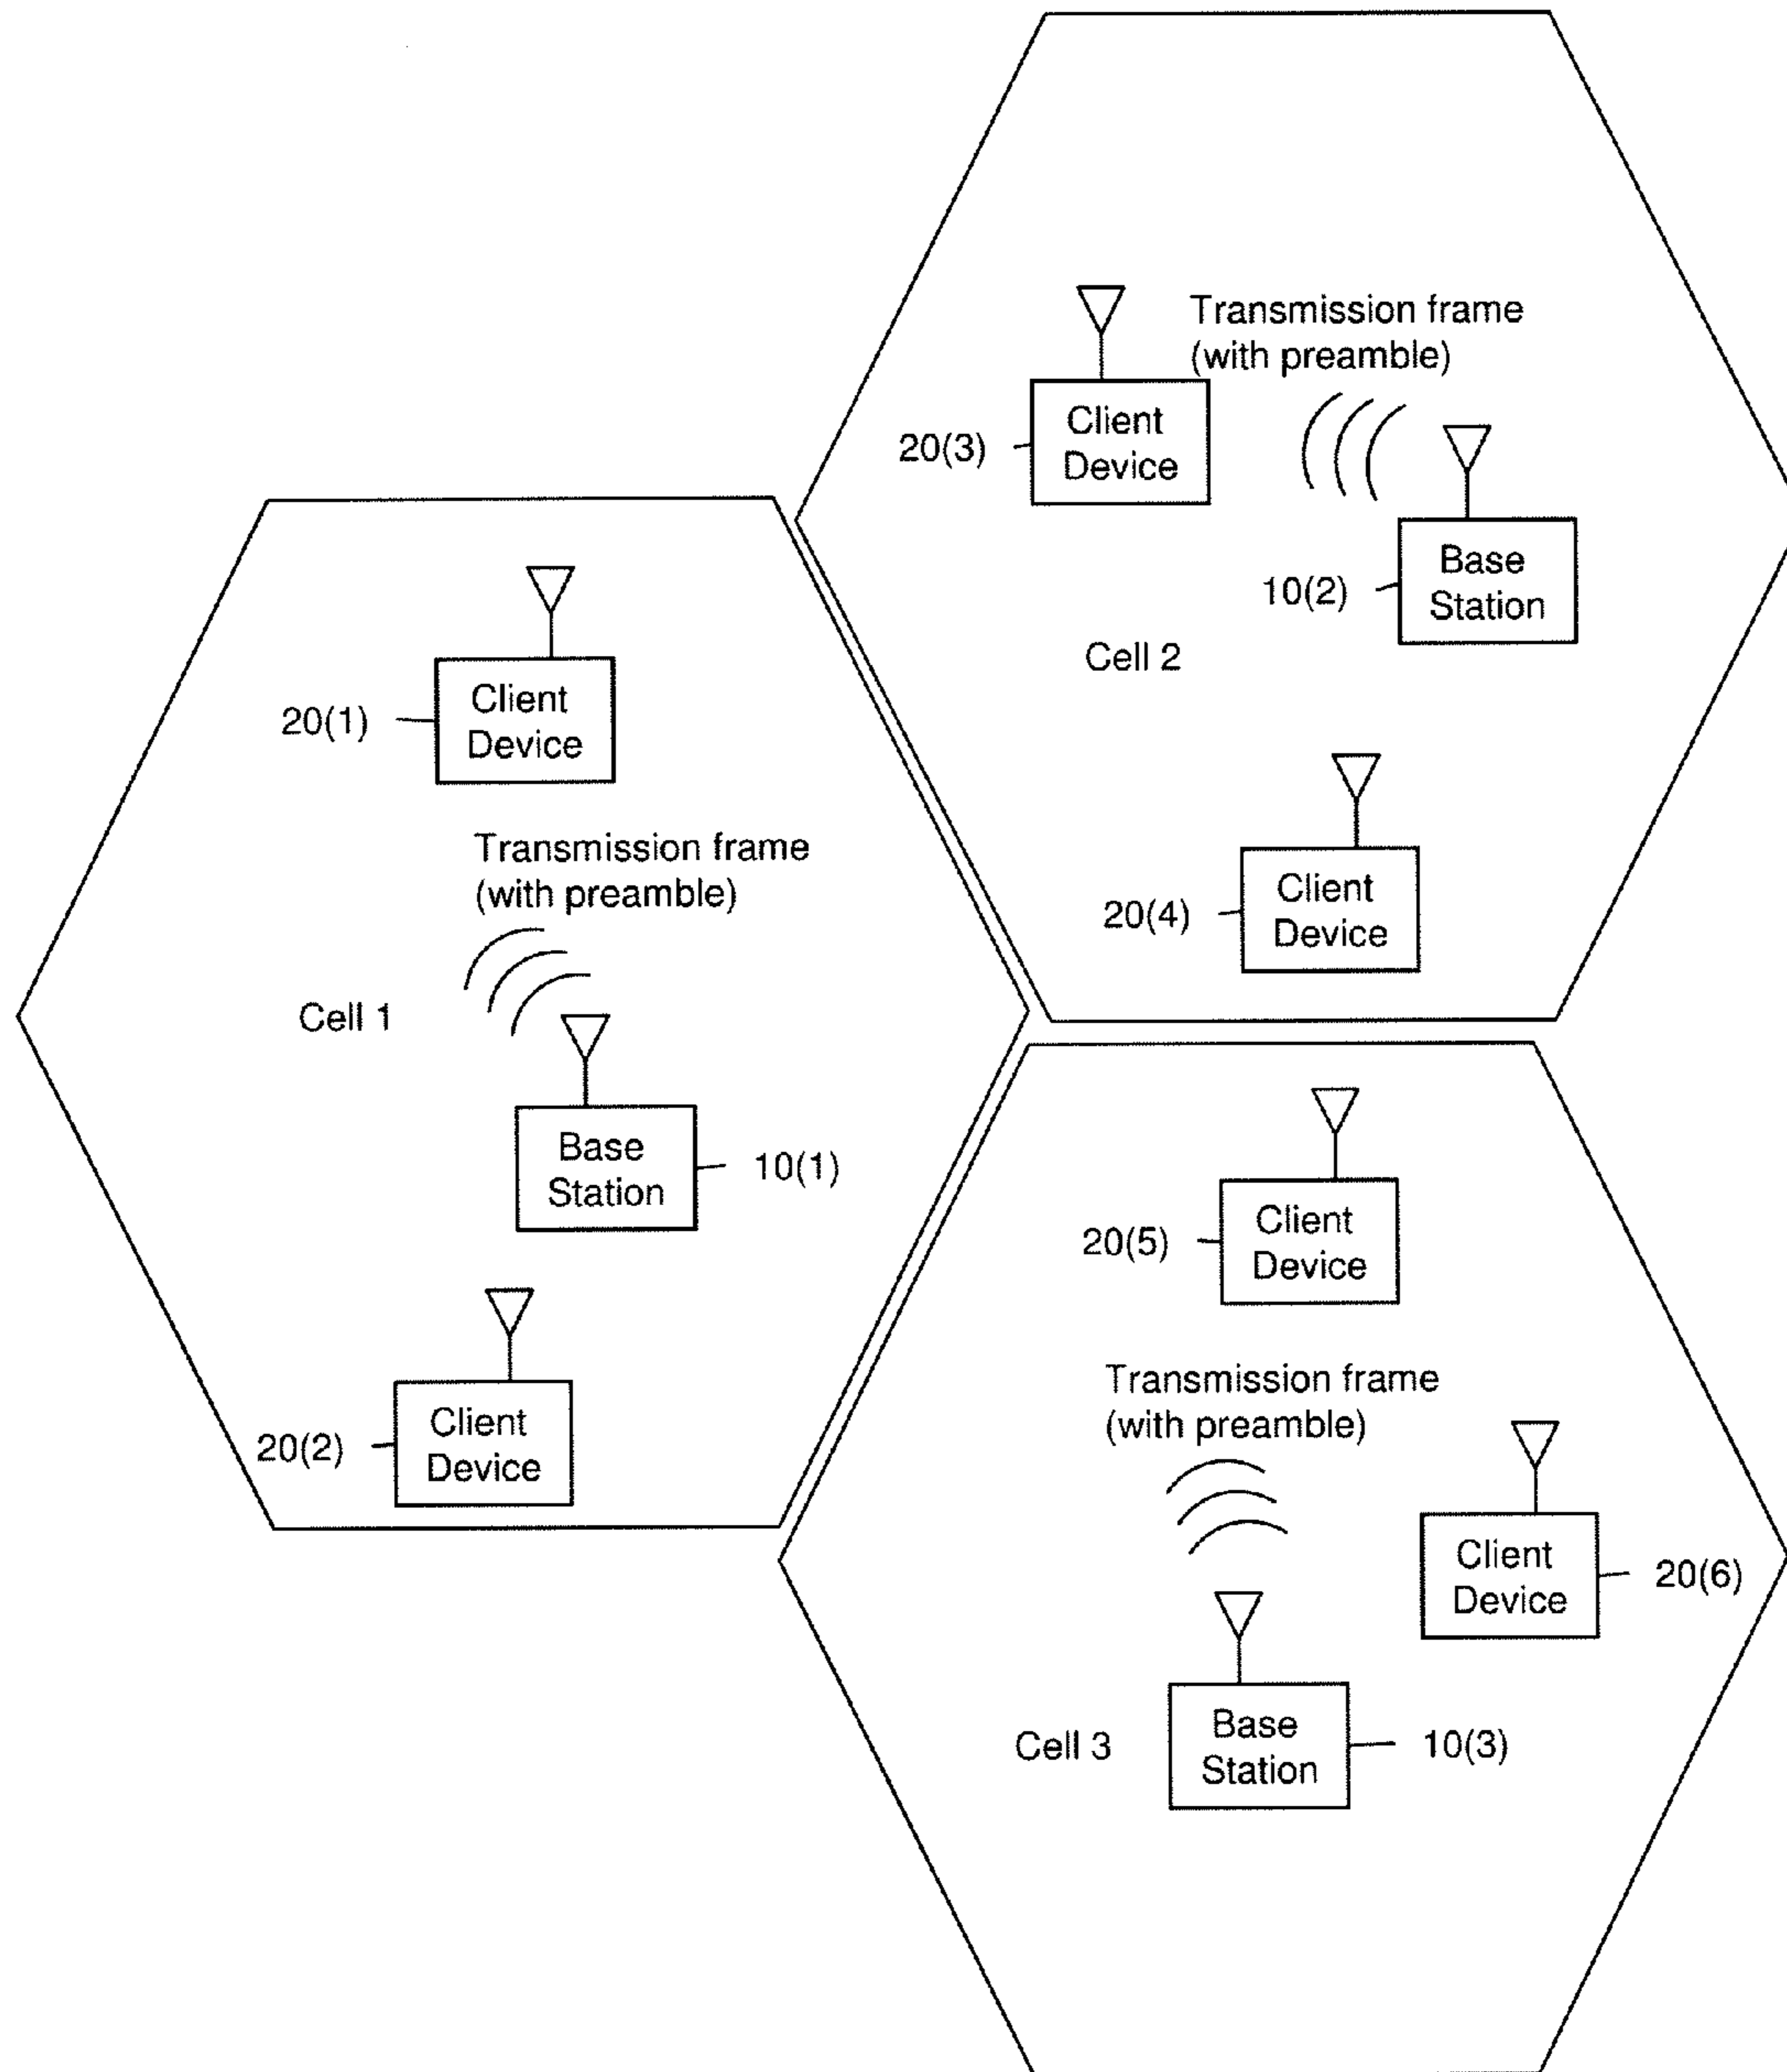 Transmission frame
(with preamble)
Client
Device
20(3)
Base
Station
10(2)
Cell 2
Client
Device
20(4)
Client
Device
20(1)
Transmission frame
(with preamble)
Cell 1
Base
Station
10(1)
Client
Device
20(2)
Client
Device
20(5)
Transmission frame
(with preamble)
Client
Device
20(6)
Cell 3
Base
Station
10(3)